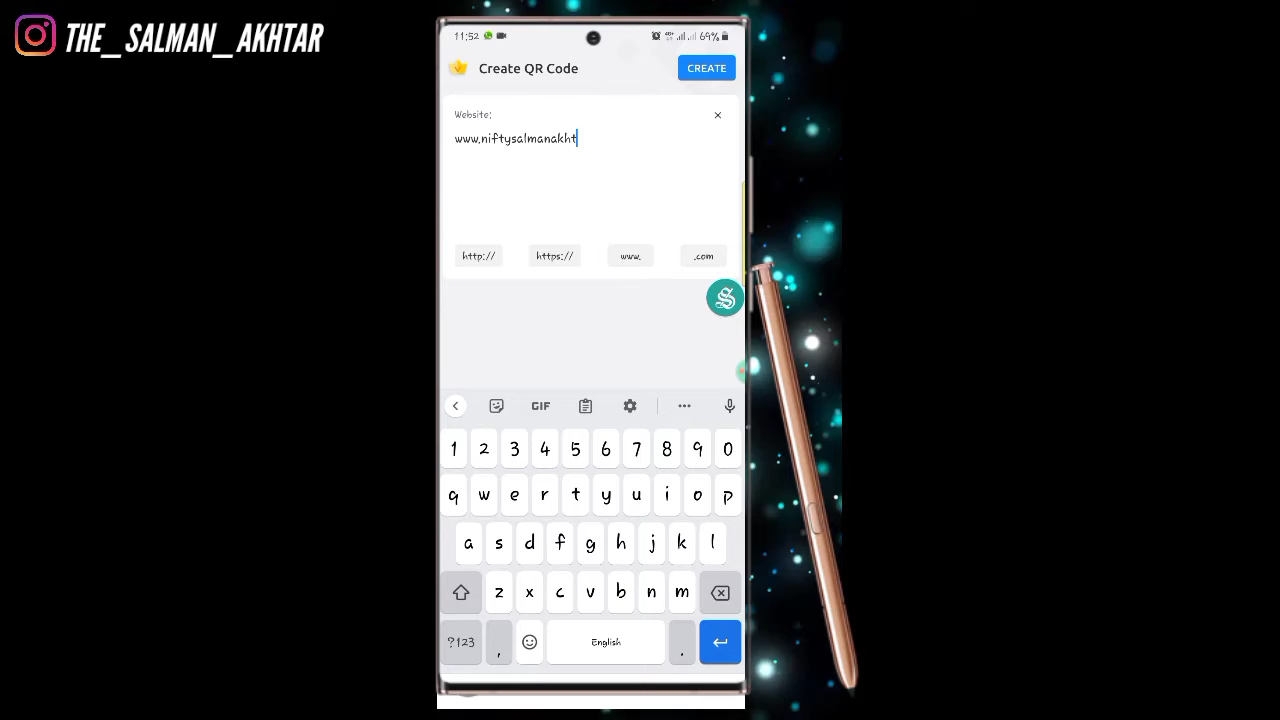 THE_SALMAN_AKHTAR
11:52 69%
Create QR Code CREATE
Website:
www.niftysalmanakht
http:// https:// www. .com
GIF
1 2 3 4 5 6 7 8 9 0
q w e r t y u i o p
a s d f g h j k l
z x c v b n m
?123 , English .